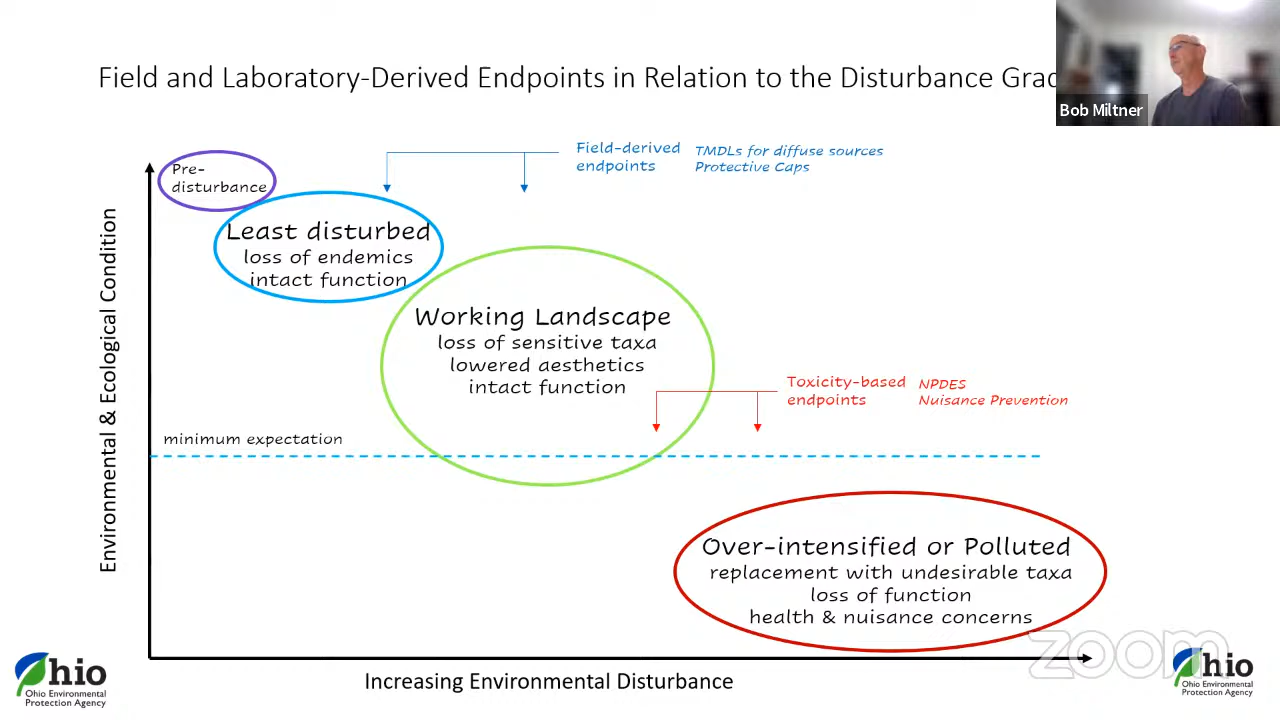 Field and Laboratory-Derived Endpoints in Relation to the Disturbance Grad
Bob Miltner
Field-derived
endpoints
TMDLs for diffuse sources
Protective Caps
Pre-
disturbance
Least disturbed
loss of endemics
intact function
Working Landscape
loss of sensitive taxa
lowered aesthetics
intact function
Toxicity-based
endpoints
NPDES
Nuisance Prevention
minimum expectation
Over-intensified or Polluted
replacement with undesirable taxa
loss of function
health & nuisance concerns
Environmental & Ecological Condition
Increasing Environmental Disturbance
Ohio
Ohio Environmental
Protection Agency
zoom
Ohio
Ohio Environmental
Protection Agency